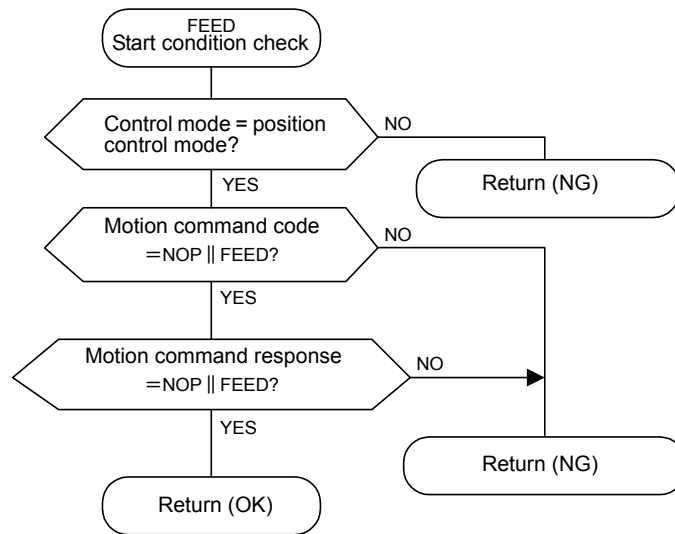 FEED
Start condition check
Control mode = position
control mode?
NO
Return (NG)
YES
Motion command code
=NOP || FEED?
NO
YES
Motion command response
=NOP || FEED?
NO
YES
Return (NG)
Return (OK)